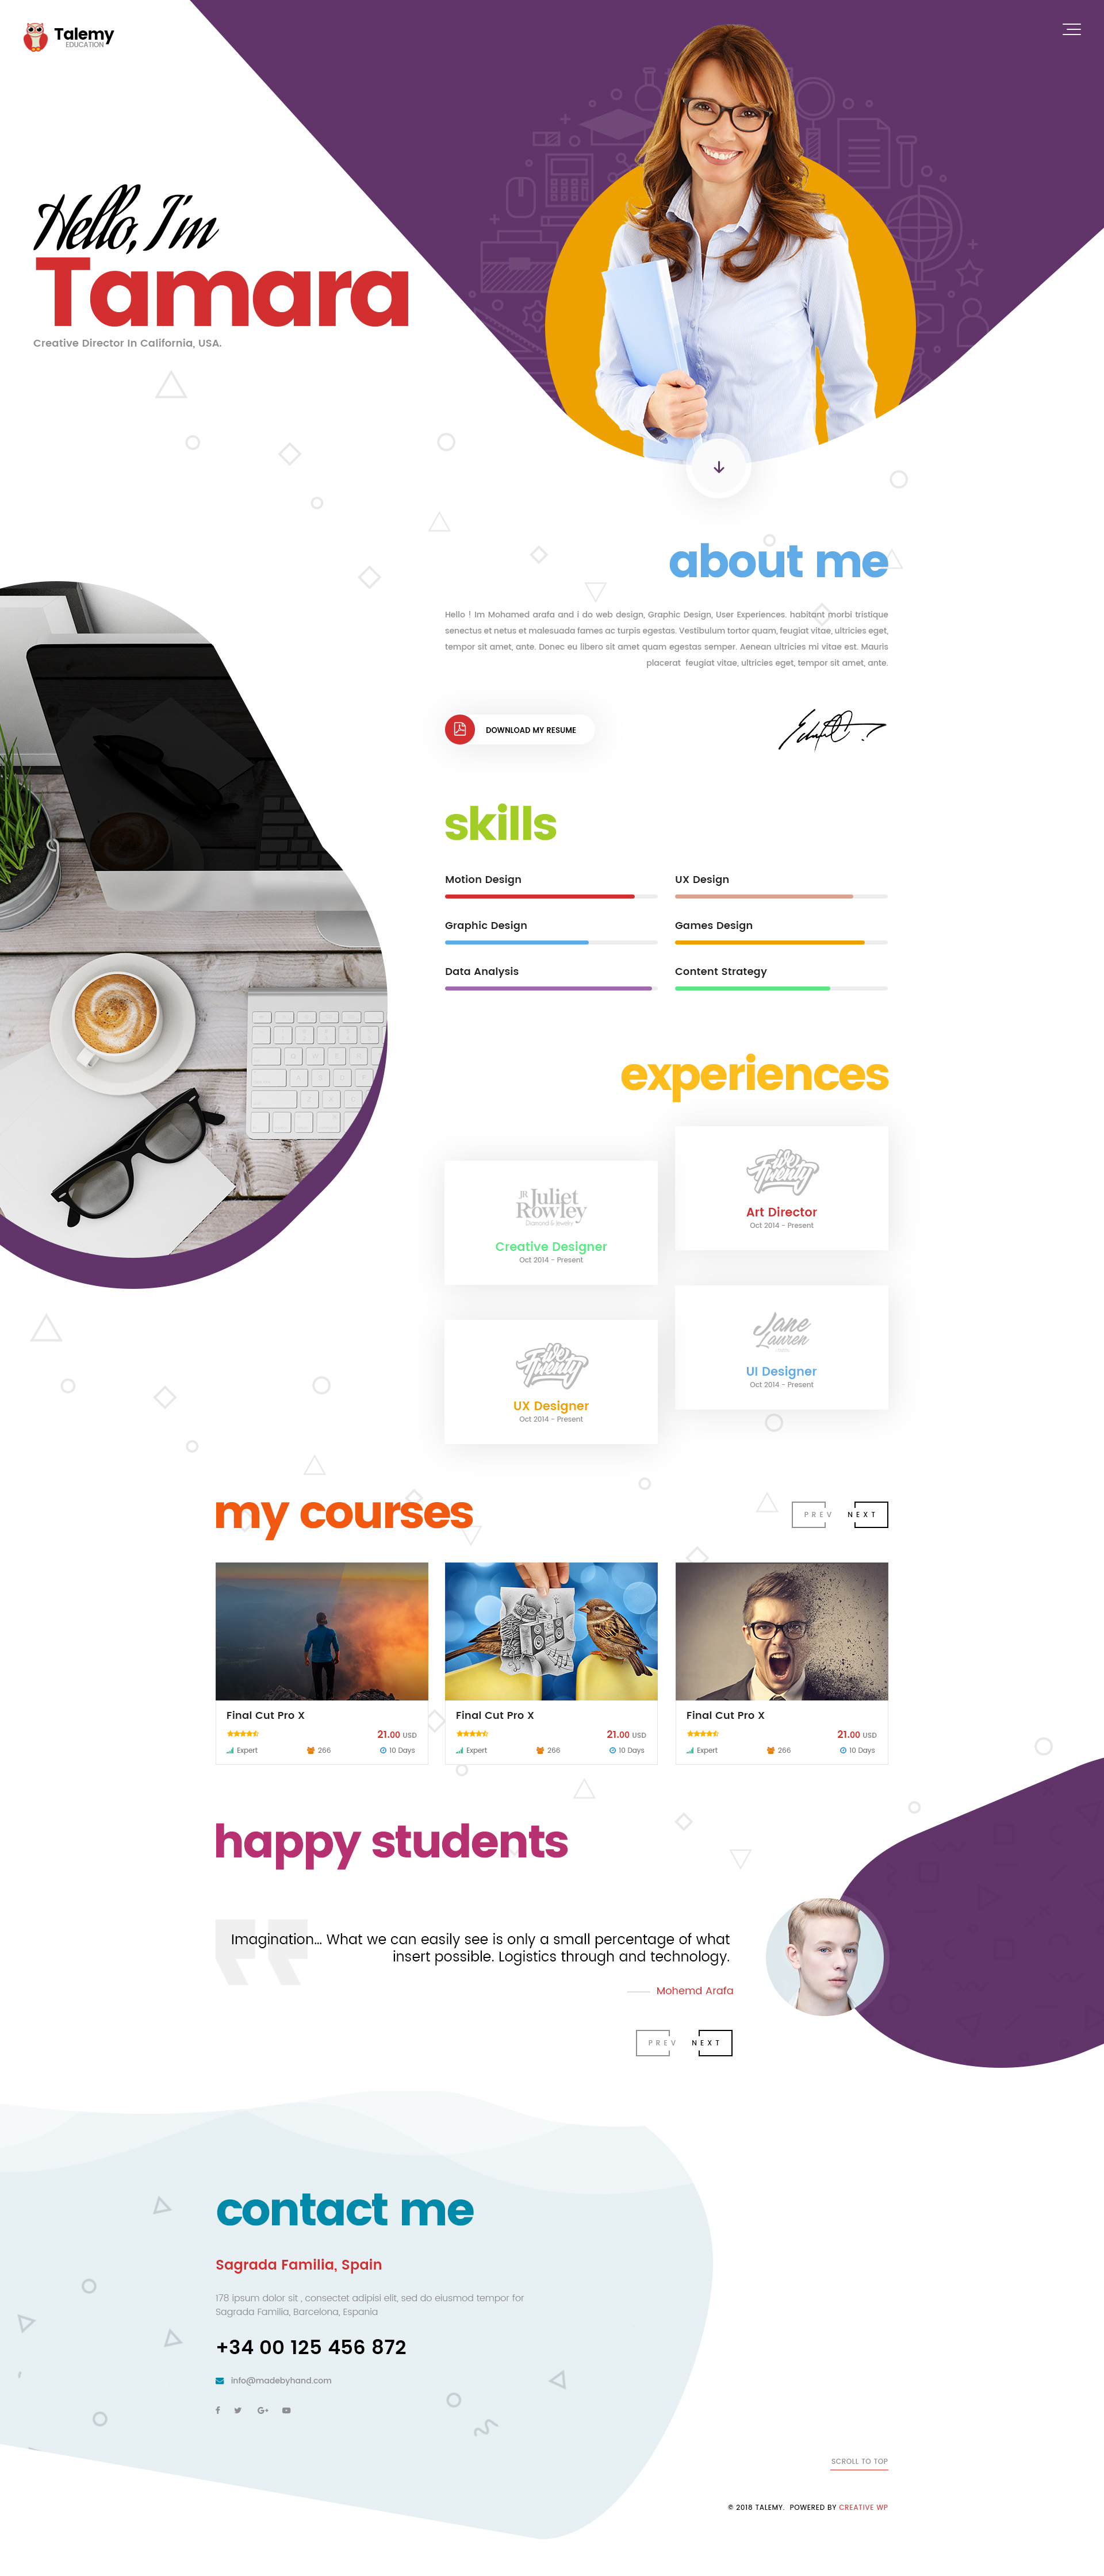 Talemy
EDUCATION
Hello, I'm
Tamara
Creative Director In California, USA.
about me
Hello ! Im Mohamed arafa and i do web design, Graphic Design, User Experiences. habitant morbi tristique
senectus et netus et malesuada fames ac turpis egestas. Vestibulum tortor quam, feugiat vitae, ultricies eget,
tempor sit amet, ante. Donec eu libero sit amet quam egestas semper. Aenean ultricies mi vitae est. Mauris
placerat  feugiat vitae, ultricies eget, tempor sit amet, ante.
DOWNLOAD MY RESUME
skills
Motion Design
UX Design
Graphic Design
Games Design
Data Analysis
Content Strategy
experiences
We
Twenty
Art Director
Oct 2014 - Present
JR Juliet
Rowley
Diamond & jewelry
Creative Designer
Oct 2014 - Present
Jane
Lauren
UI Designer
Oct 2014 - Present
We
Twenty
UX Designer
Oct 2014 - Present
my courses
PREV NEXT
Final Cut Pro X
21.00 USD
Expert 266 10 Days
Final Cut Pro X
21.00 USD
Expert 266 10 Days
Final Cut Pro X
21.00 USD
Expert 266 10 Days
happy students
Imagination... What we can easily see is only a small percentage of what
insert possible. Logistics through and technology.
Mohemd Arafa
PREV NEXT
contact me
Sagrada Familia, Spain
178 ipsum dolor sit , consectet adipisi elit, sed do eiusmod tempor for
Sagrada Familia, Barcelona, Espania
+34 00 125 456 872
info@madebyhand.com
SCROLL TO TOP
© 2018 TALEMY.  POWERED BY CREATIVE WP